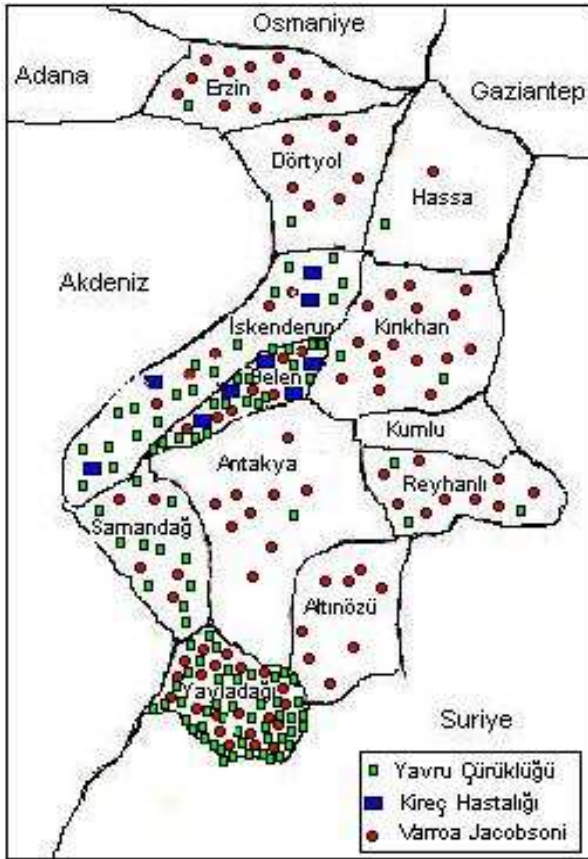 Osmaniye
Adana
Erzin
Gaziantep
Dörtyol
Hassa
Akdeniz
İskenderun
Kırıkhan
Belen
Kumlu
Antakya
Reyhanlı
Samandağ
Altınözü
Yayladağı
Suriye
Yavru Çürüklüğü
Kireç Hastalığı
Varroa Jacobsoni